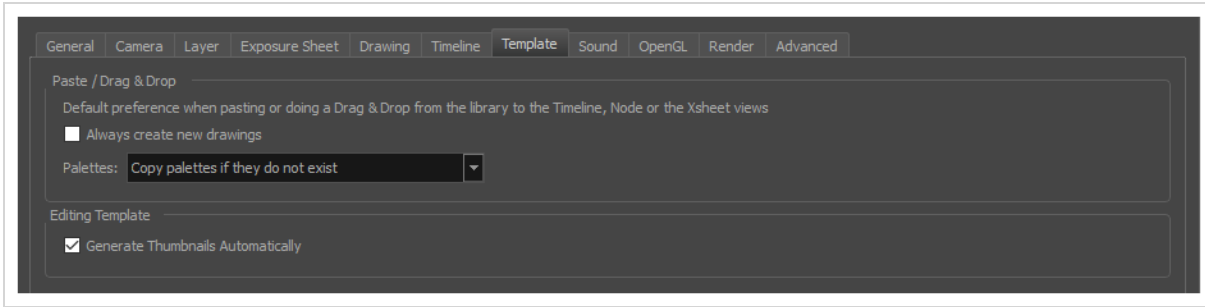 General Camera Layer Exposure Sheet Drawing Timeline Template Sound OpenGL Render Advanced
Paste / Drag & Drop
Default preference when pasting or doing a Drag & Drop from the library to the Timeline, Node or the Xsheet views
Always create new drawings
Palettes: Copy palettes if they do not exist
Editing Template
Generate Thumbnails Automatically